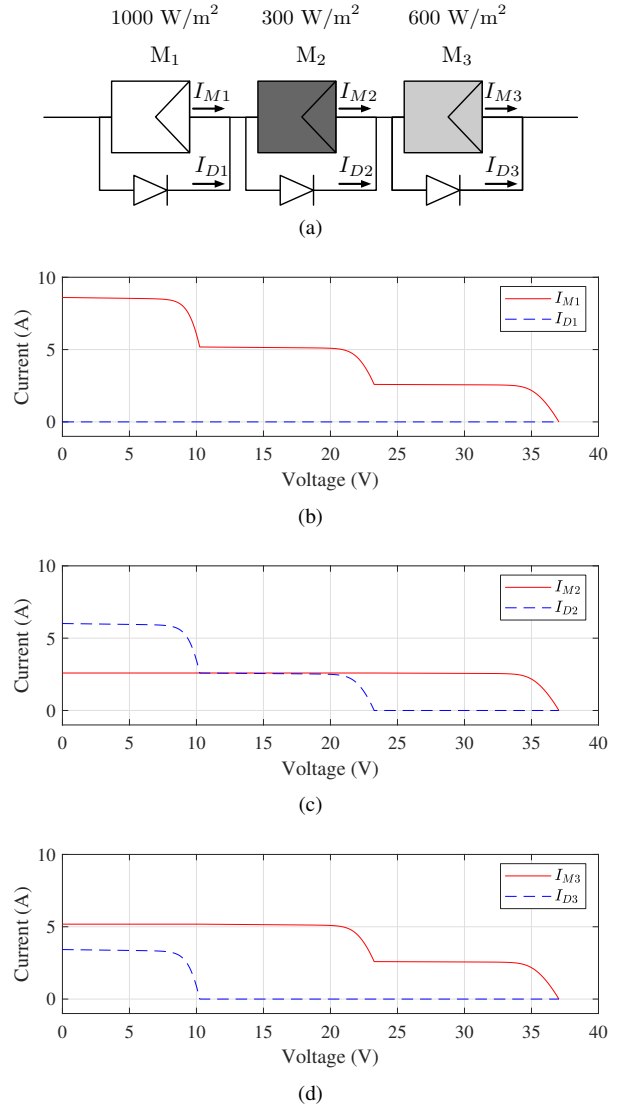 1000 W/m² 300 W/m² 600 W/m²
M₁ M₂ M₃
I_{M1} I_{M2} I_{M3}
I_{D1} I_{D2} I_{D3}
(a)
10
5
0
Current (A)
I_{M1}
I_{D1}
0 5 10 15 20 25 30 35 40
Voltage (V)
(b)
10
5
0
Current (A)
I_{M2}
I_{D2}
0 5 10 15 20 25 30 35 40
Voltage (V)
(c)
10
5
0
Current (A)
I_{M3}
I_{D3}
0 5 10 15 20 25 30 35 40
Voltage (V)
(d)